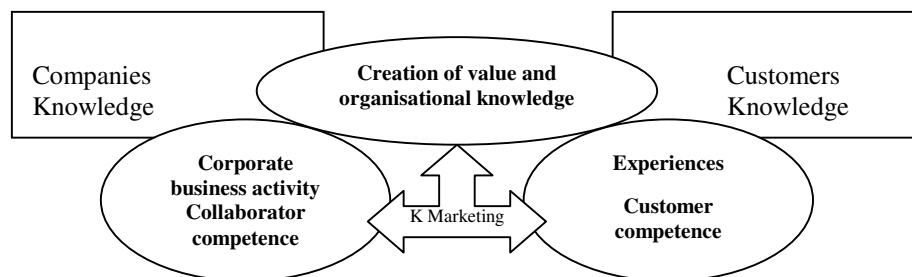 Companies
Knowledge
Creation of value and
organisational knowledge
Customers
Knowledge
Corporate
business activity
Collaborator
competence
K Marketing
Experiences
Customer
competence